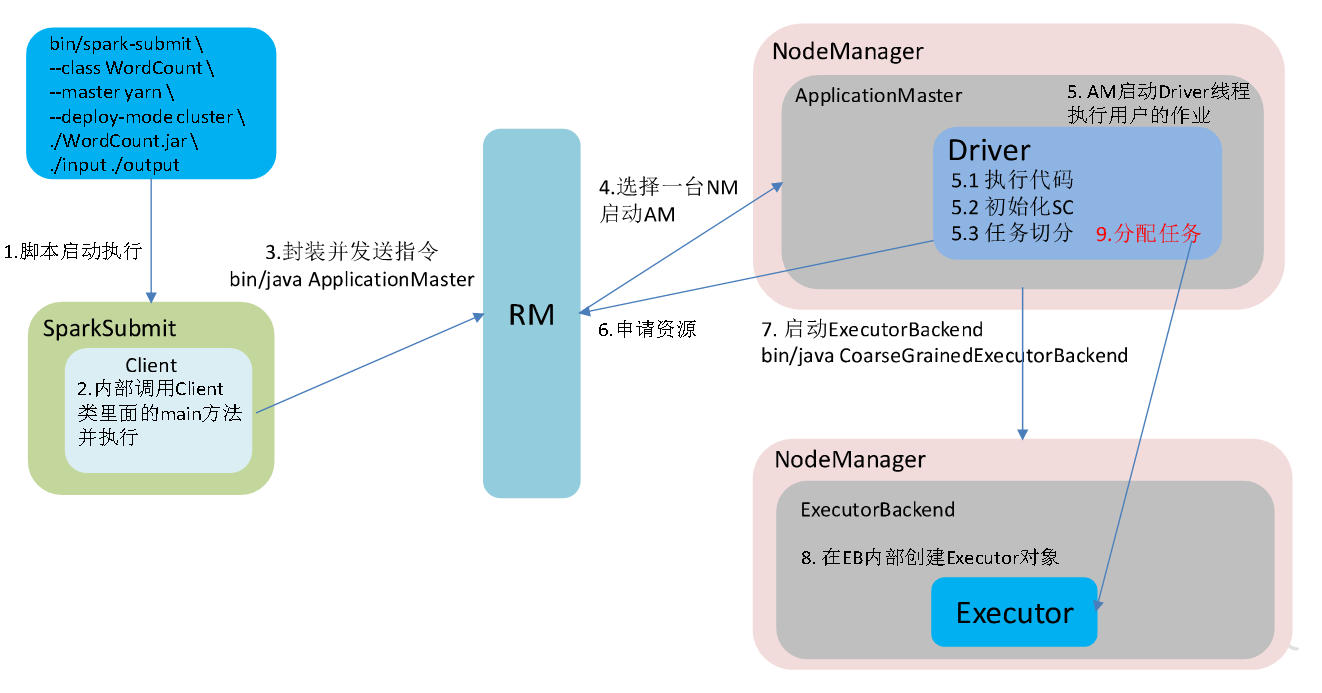 bin/spark-submit \
--class WordCount \
--master yarn \
--deploy-mode cluster \
./WordCount.jar \
./input ./output
1.脚本启动执行
SparkSubmit
Client
2.内部调用Client
类里面的main方法
并执行
3.封装并发送指令
bin/java ApplicationMaster
RM
4.选择一台NM
启动AM
6.申请资源
NodeManager
ApplicationMaster
5. AM启动Driver线程
执行用户的作业
Driver
5.1 执行代码
5.2 初始化SC
5.3 任务切分
9.分配任务
7. 启动ExecutorBackend
bin/java CoarseGrainedExecutorBackend
NodeManager
ExecutorBackend
8. 在EB内部创建Executor对象
Executor